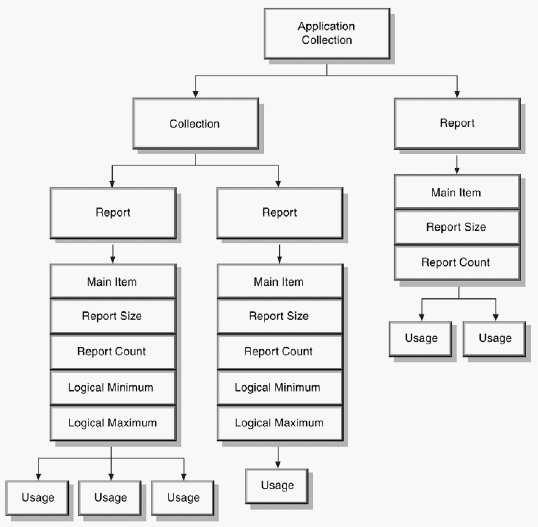 Application
Collection
Collection
Report
Report
Report
Main Item
Report Size
Report Count
Main Item
Report Size
Report Count
Logical Minimum
Logical Maximum
Main Item
Report Size
Report Count
Logical Minimum
Logical Maximum
Usage
Usage
Usage
Usage
Usage
Usage